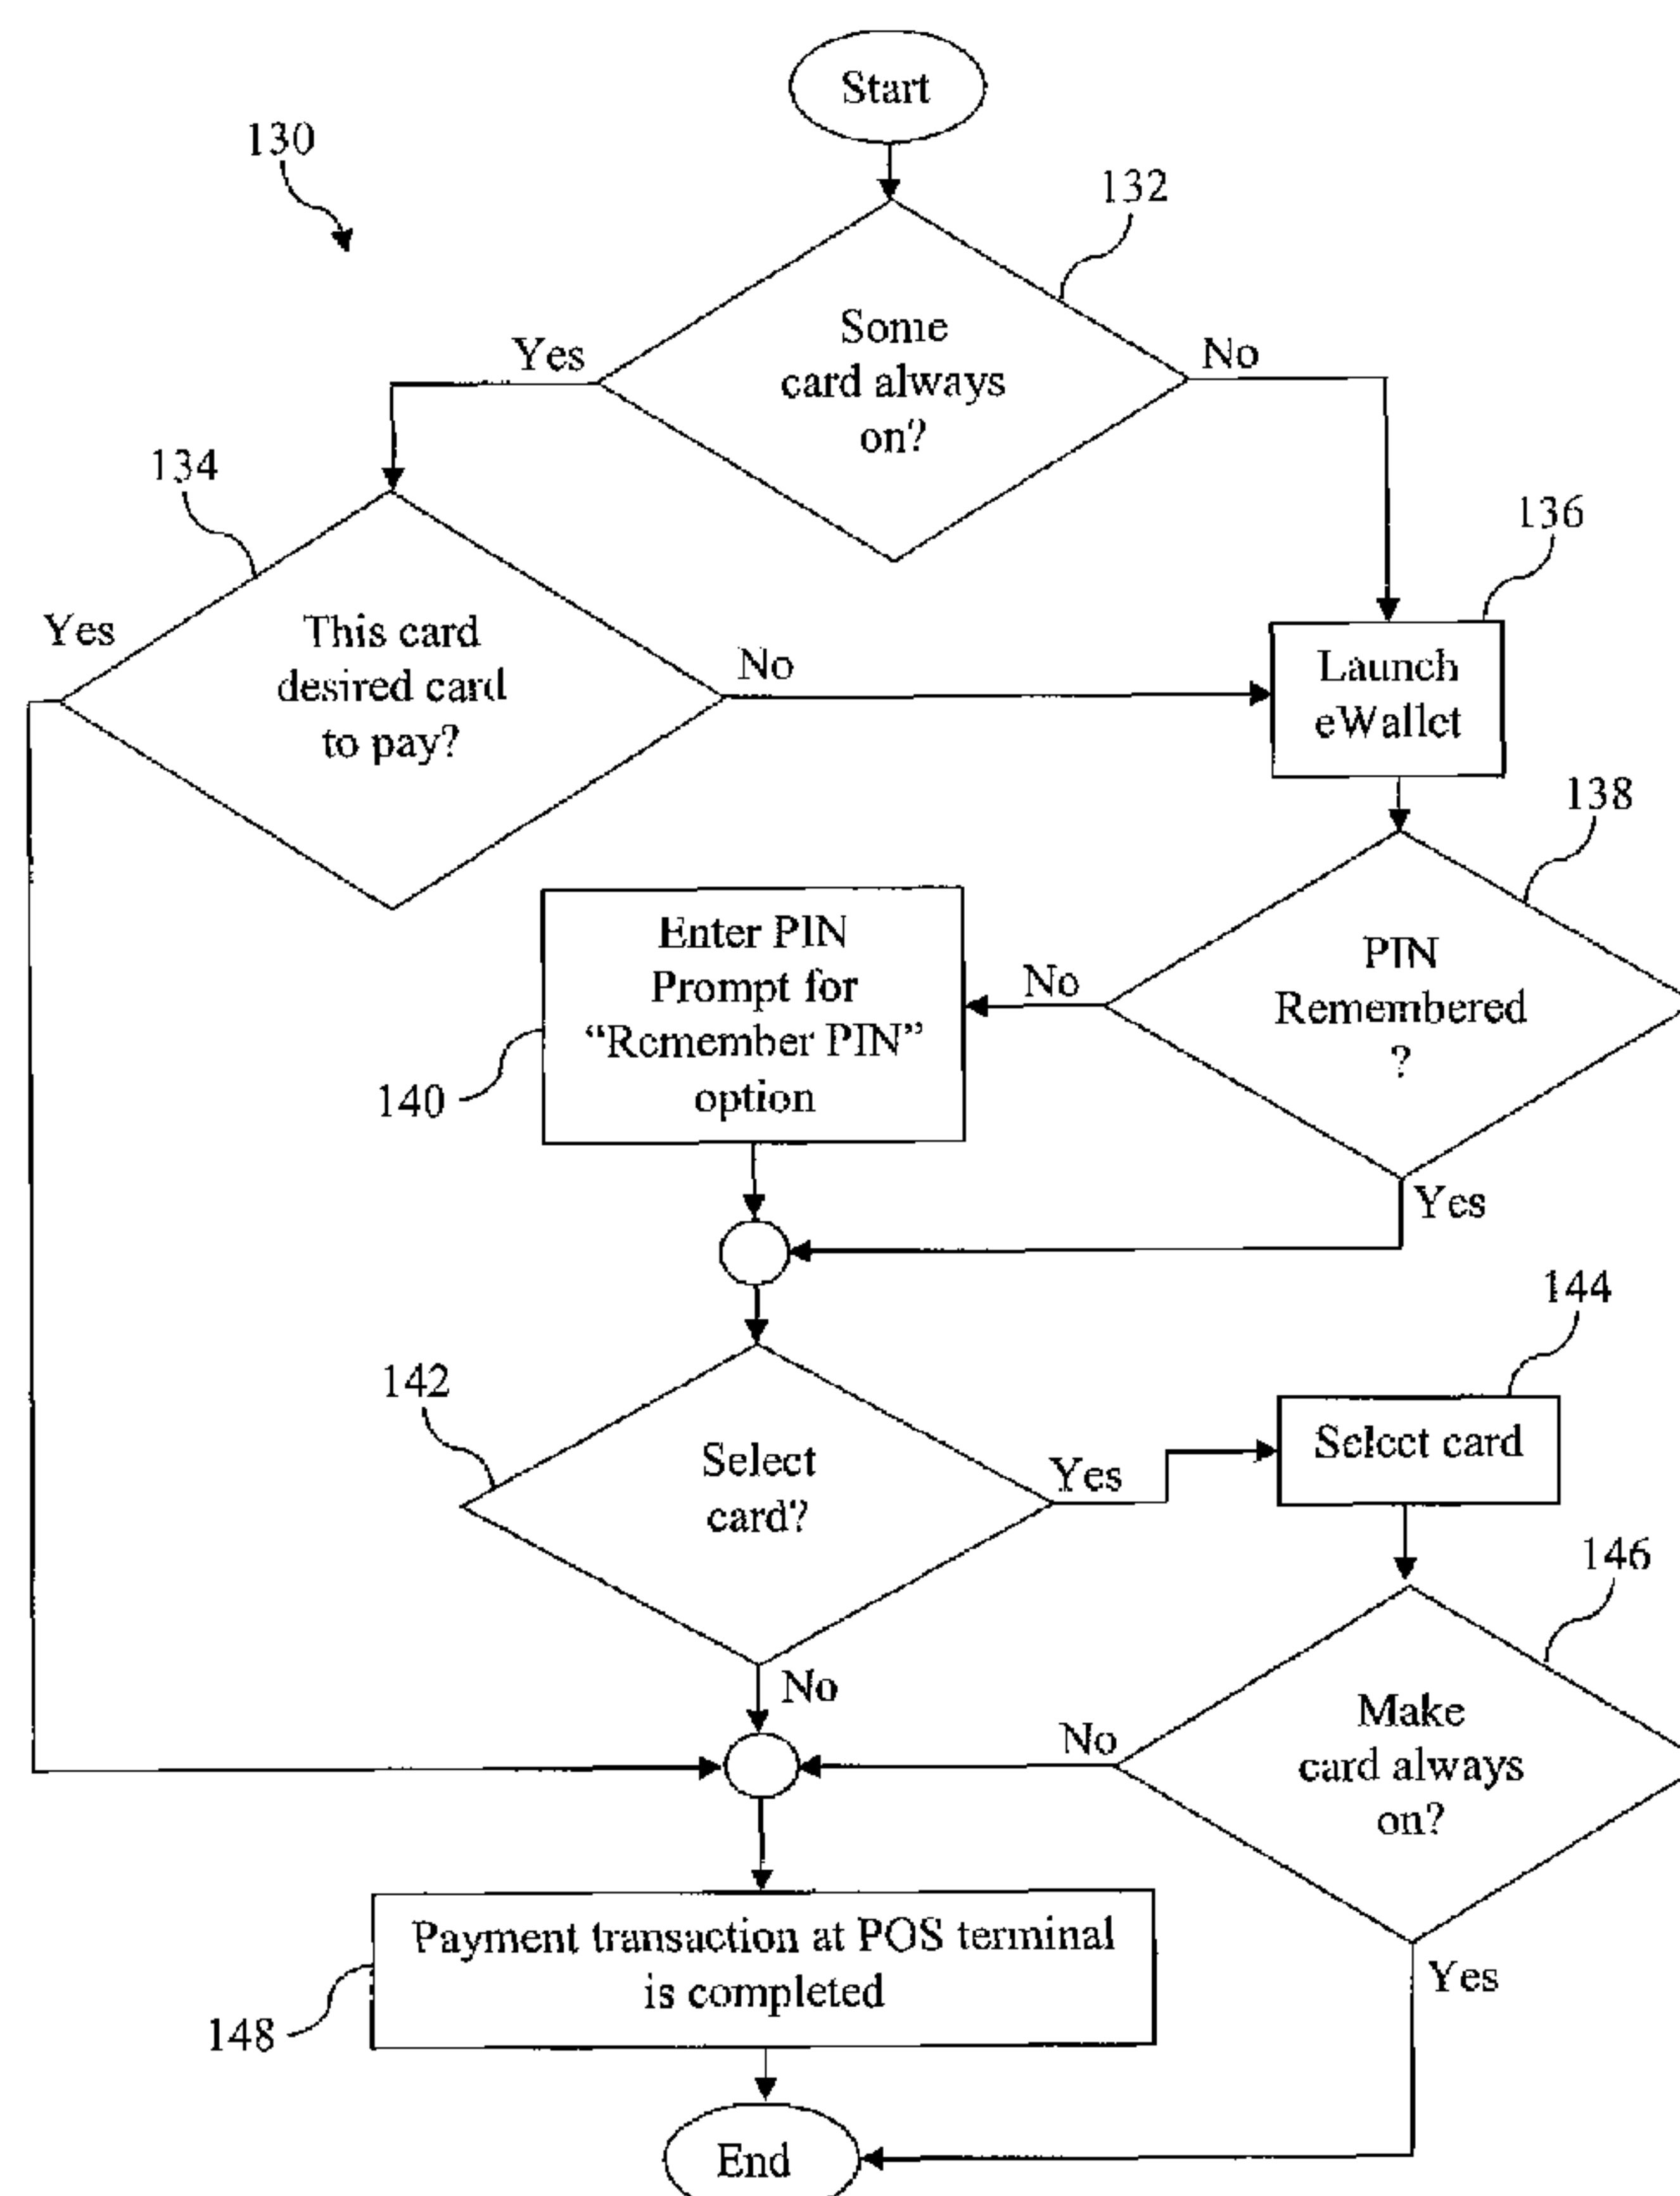 Start
130
132
Some
card always
on?
Yes
No
134
136
This card
desired card
to pay?
Yes
No
Launch
eWallet
138
Enter PIN
Prompt for
“Remember PIN”
option
No
PIN
Remembered
?
140
Yes
144
142
Select
card?
Yes
Select card
146
No
Make
card always
on?
No
Payment transaction at POS terminal
is completed
Yes
148
End